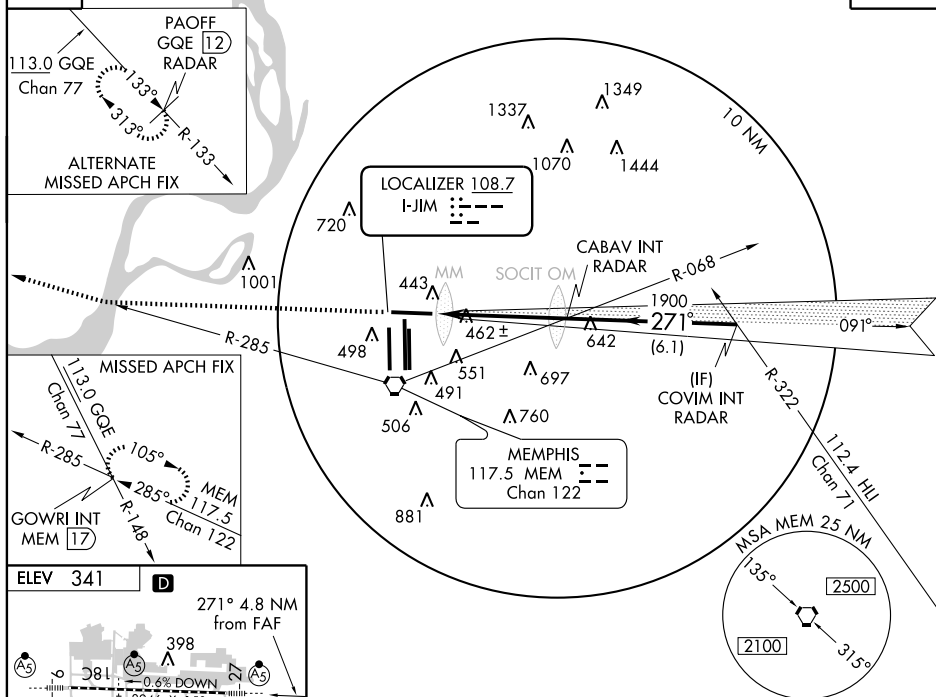 PAOFF
GQE 12
RADAR
113.0 GQE
Chan 77
133°
313°
R-133
ALTERNATE
MISSED APCH FIX
1349
1337
1070
1444
10 NM
LOCALIZER 108.7
I-JIM
720
CABAV INT
RADAR
R-068
1001
443
MM
SOCIT OM
1900
271°
(6.1)
091°
462 ±
642
498
R-285
551
491
697
(IF)
COVIM INT
RADAR
R-322
506
760
MEMPHIS
117.5 MEM
Chan 122
112.4 HLI
Chan 71
881
MISSED APCH FIX
113.0 GQE
Chan 77
R-285
105°
285°
MEM
117.5
Chan 122
GOWRI INT
MEM 17
R-148
MSA MEM 25 NM
135°
2500
2100
315°
ELEV 341
D
271° 4.8 NM
from FAF
398
A5
A5
A5
9
18C
27
0.6% DOWN